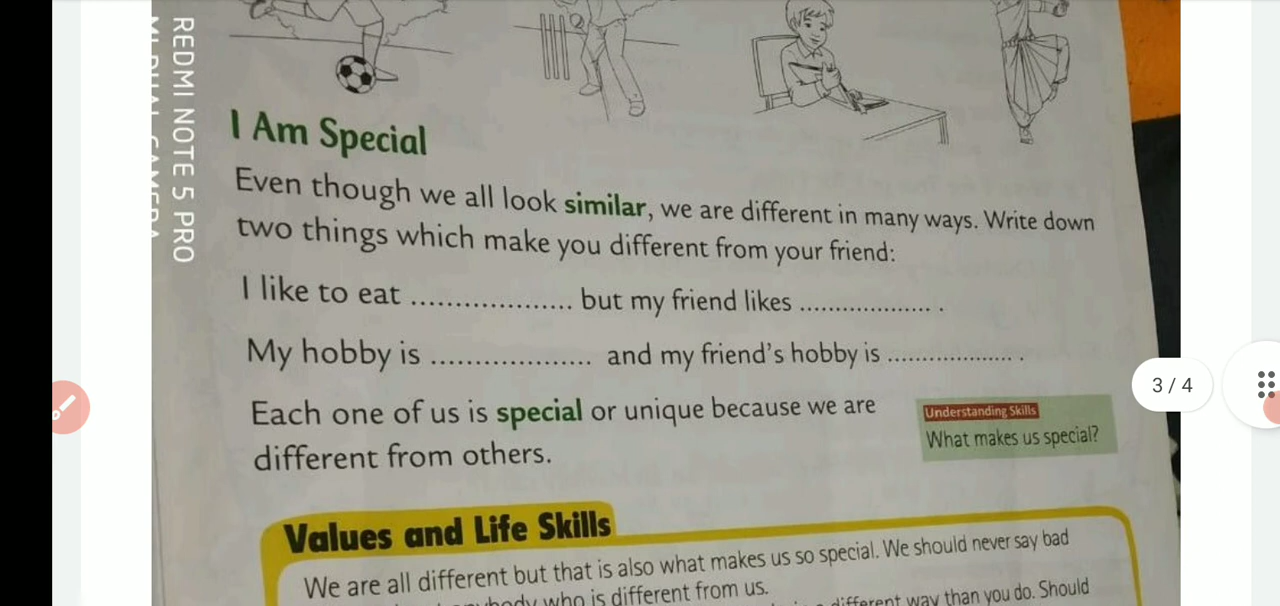 REDMI NOTE 5 PRO
MI DUAL CAMERA
I Am Special
Even though we all look similar, we are different in many ways. Write down
two things which make you different from your friend:
I like to eat ................... but my friend likes ................... .
My hobby is ................... and my friend's hobby is ................... .
Each one of us is special or unique because we are
different from others.
Understanding Skills
What makes us special?
3 / 4
Values and Life Skills
We are all different but that is also what makes us so special. We should never say bad
who is different from us.
different way than you do. Should